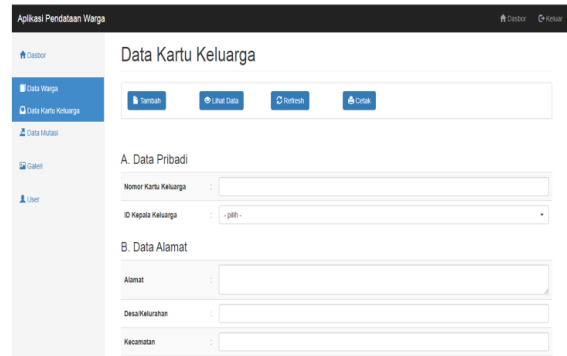 Aplikasi Pendataan Warga
Dasbor
Keluar
Dasbor
Data Warga
Data Kartu Keluarga
Data Mutasi
Galeri
User
Data Kartu Keluarga
Tambah
Lihat Data
Refresh
Cetak
A. Data Pribadi
Nomor Kartu Keluarga :
ID Kepala Keluarga : - pilih -
B. Data Alamat
Alamat :
Desa/Kelurahan :
Kecamatan :